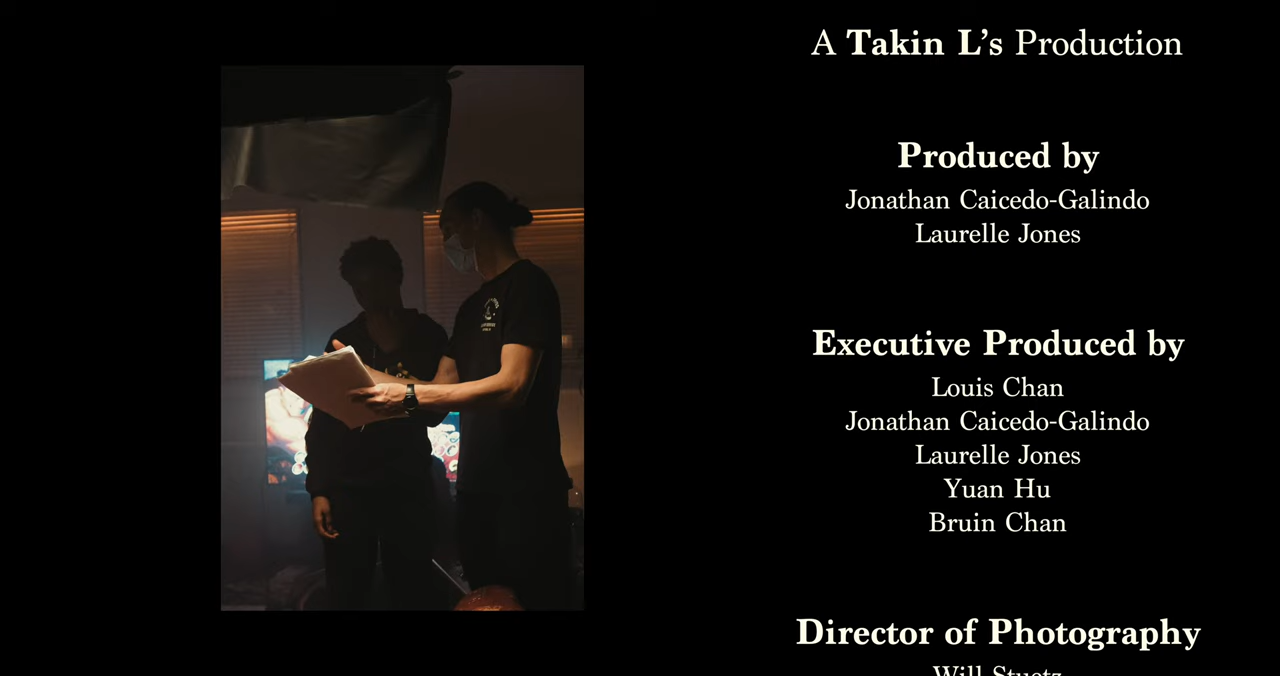 A Takin L’s Production
Produced by
Jonathan Caicedo-Galindo
Laurelle Jones
Executive Produced by
Louis Chan
Jonathan Caicedo-Galindo
Laurelle Jones
Yuan Hu
Bruin Chan
Director of Photography
Will